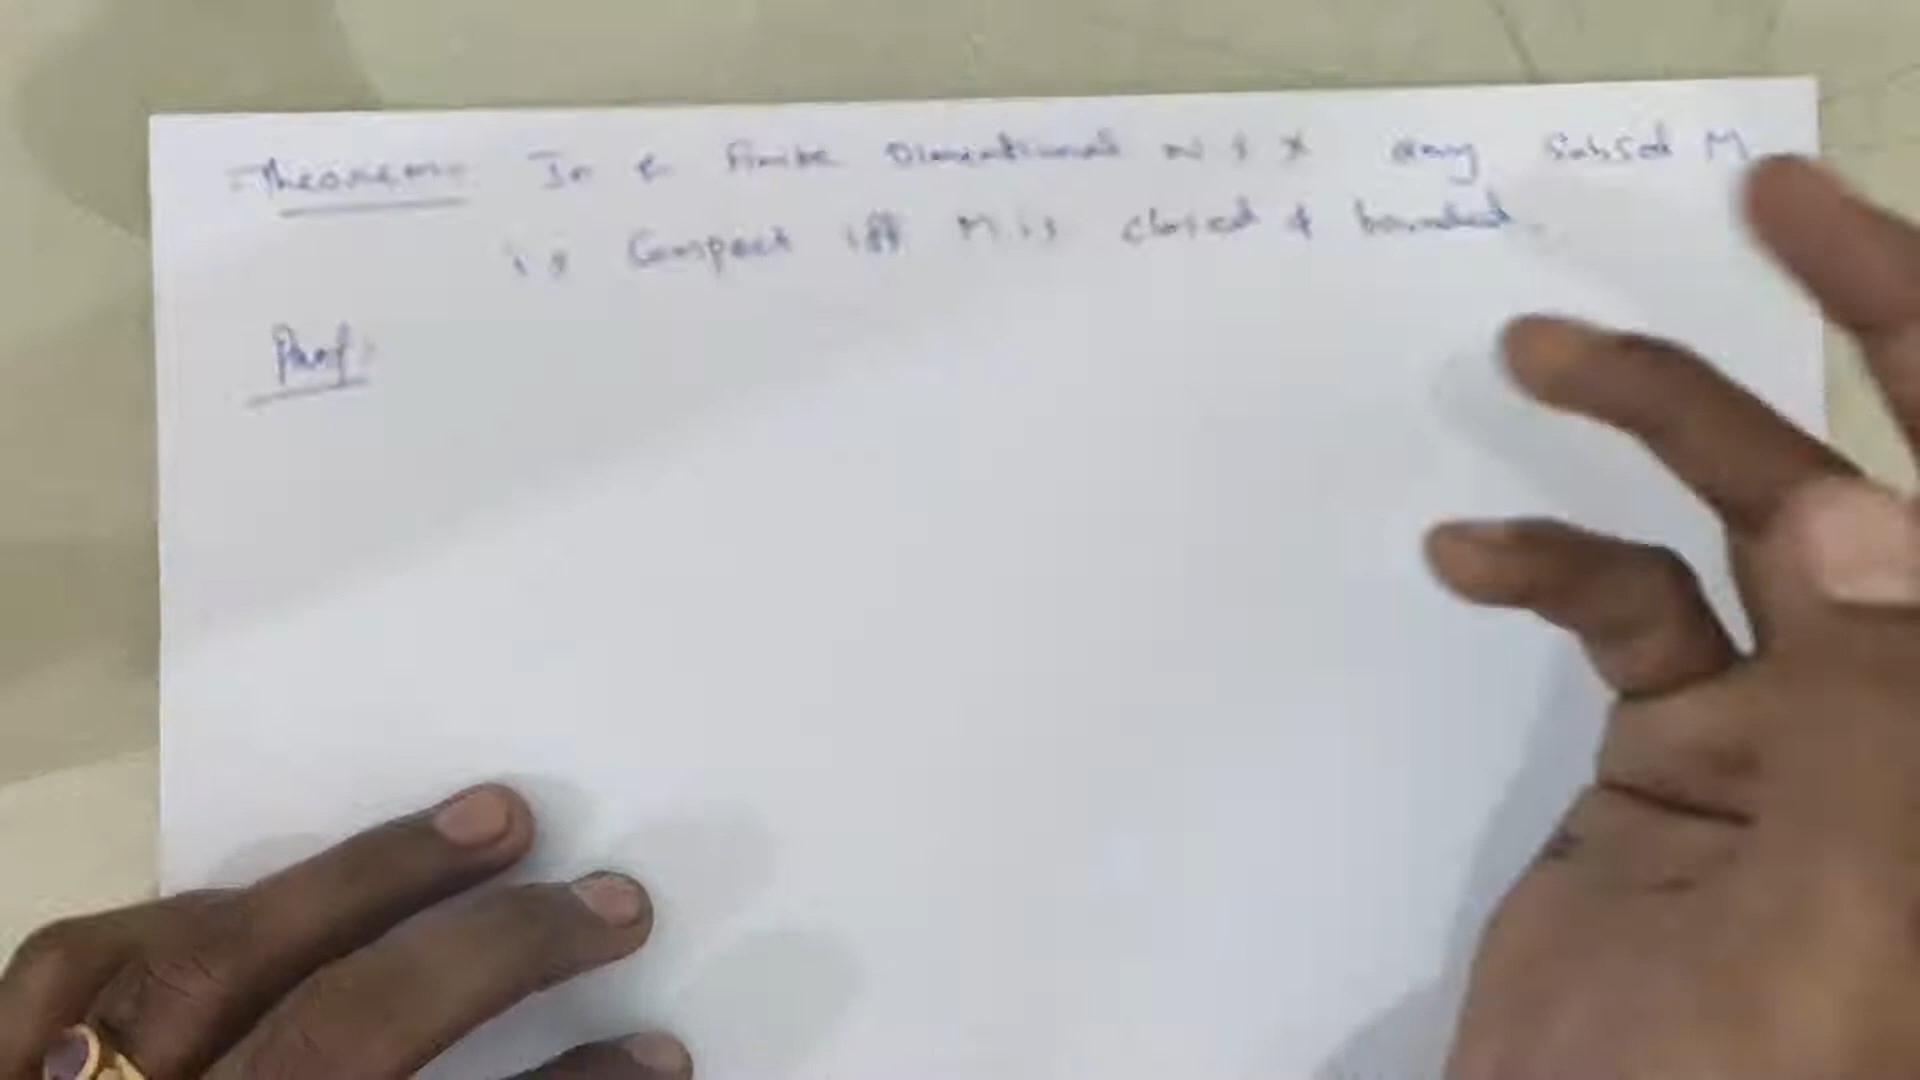 Theorem:- In a finite Dimensional n.s X any subset M
is Compact iff M is closed & bounded.
Proof: